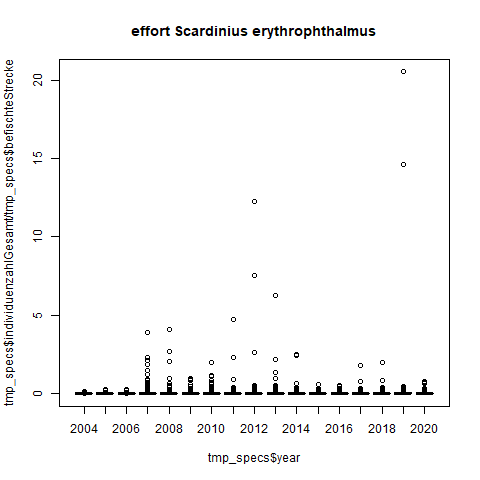 effort Scardinius erythrophthalmus
tmp_specs$individuenzahlGesamt/tmp_specs$befischteStrecke
20
15
10
5
0
2004 2006 2008 2010 2012 2014 2016 2018 2020
tmp_specs$year